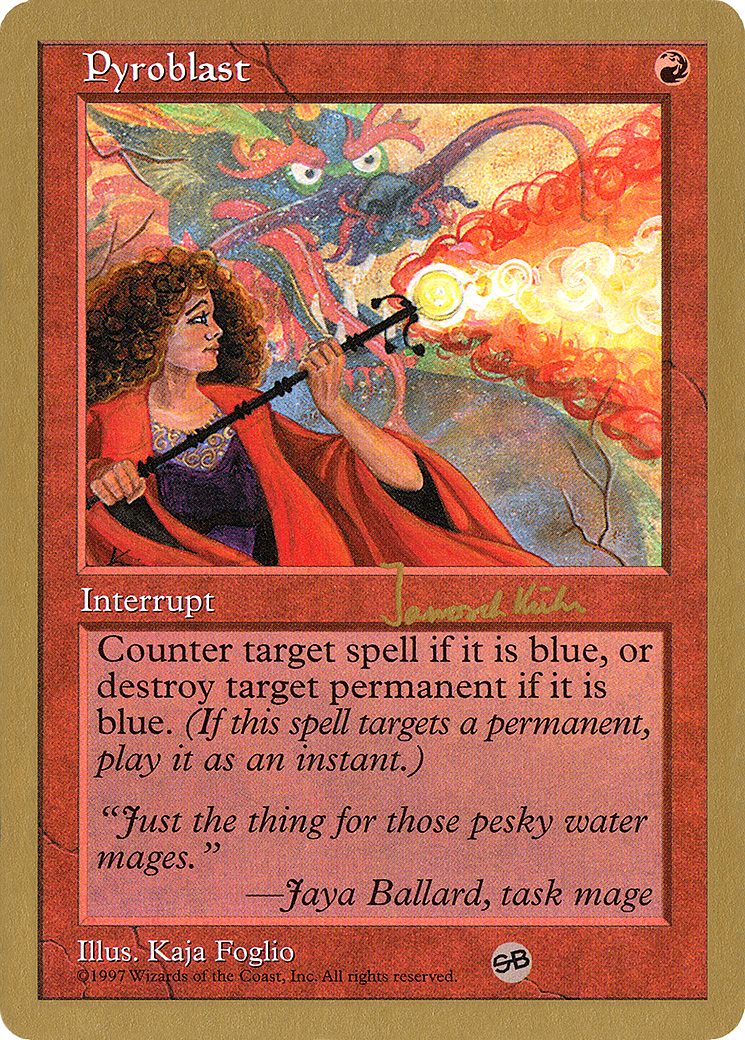 Pyroblast
Interrupt
Janosch Kühn
Counter target spell if it is blue, or
destroy target permanent if it is
blue. (If this spell targets a permanent,
play it as an instant.)
“Just the thing for those pesky water
mages.”
—Jaya Ballard, task mage
Illus. Kaja Foglio
©1997 Wizards of the Coast, Inc. All rights reserved.
SB